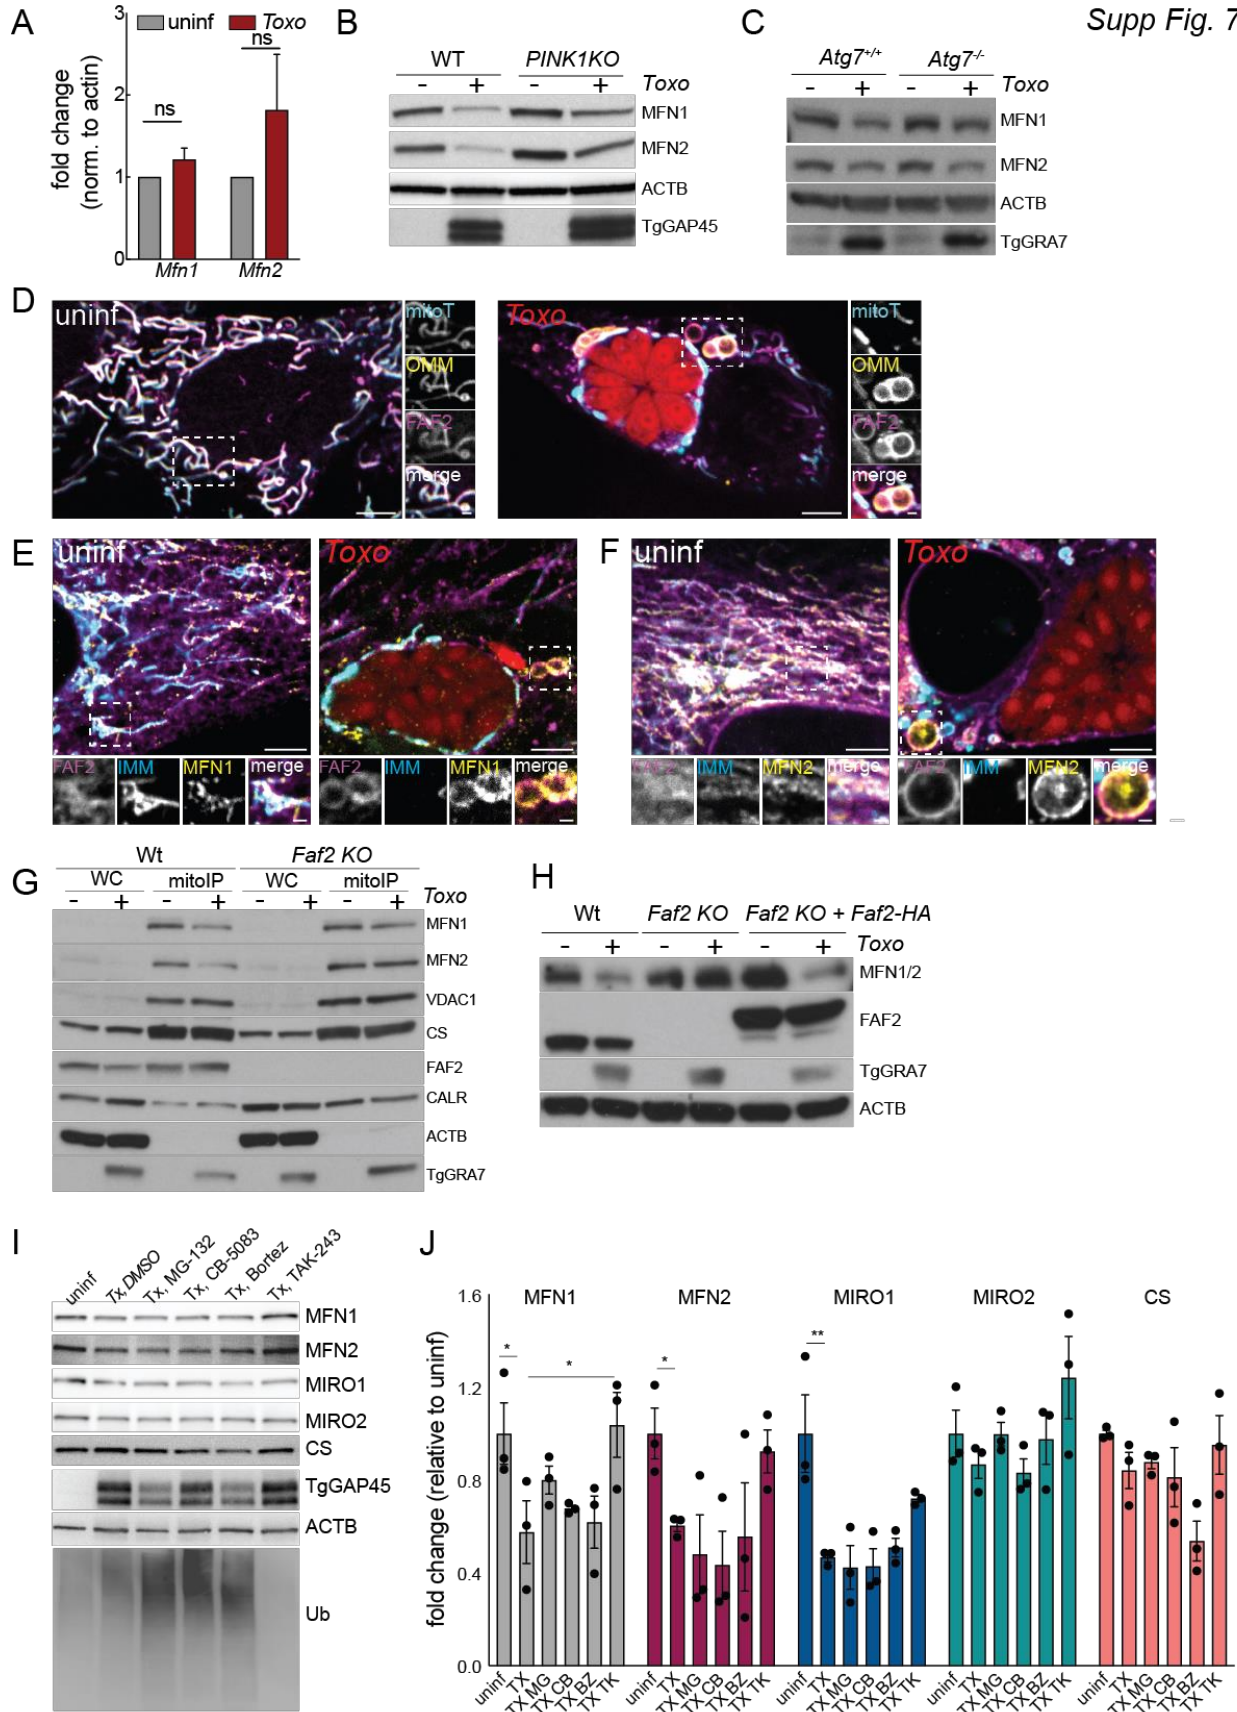 Supp Fig. 7
A
3
uninf Toxo
ns
2
ns
1
0
fold change
(norm. to actin)
Mfn1 Mfn2
B
WT PINK1KO
- + - + Toxo
MFN1
MFN2
ACTB
TgGAP45
C
Atg7+/+ Atg7-/-
- + - + Toxo
MFN1
MFN2
ACTB
TgGRA7
D
uninf
mitoT
OMM
FAF2
merge
Toxo
mitoT
OMM
FAF2
merge
E
uninf
Toxo
FAF2 IMM MFN1 merge
FAF2 IMM MFN1 merge
F
uninf
Toxo
FAF2 IMM MFN2 merge
FAF2 IMM MFN2 merge
G
Wt Faf2 KO
WC mitoIP WC mitoIP
- + - + - + - + Toxo
MFN1
MFN2
VDAC1
CS
FAF2
CALR
ACTB
TgGRA7
H
Wt Faf2 KO Faf2 KO + Faf2-HA
- + - + - +
Toxo
MFN1/2
FAF2
TgGRA7
ACTB
I
uninf
Tx, DMSO
Tx, MG-132
Tx, CB-5083
Tx, Bortez
Tx, TAK-243
MFN1
MFN2
MIRO1
MIRO2
CS
TgGAP45
ACTB
Ub
J
fold change (relative to uninf)
1.6
1.2
0.8
0.4
0.0
MFN1 MFN2 MIRO1 MIRO2 CS
* * * **
uninf TX TX MG TX CB TX BZ TX TK
uninf TX TX MG TX CB TX BZ TX TK
uninf TX TX MG TX CB TX BZ TX TK
uninf TX TX MG TX CB TX BZ TX TK
uninf TX TX MG TX CB TX BZ TX TK